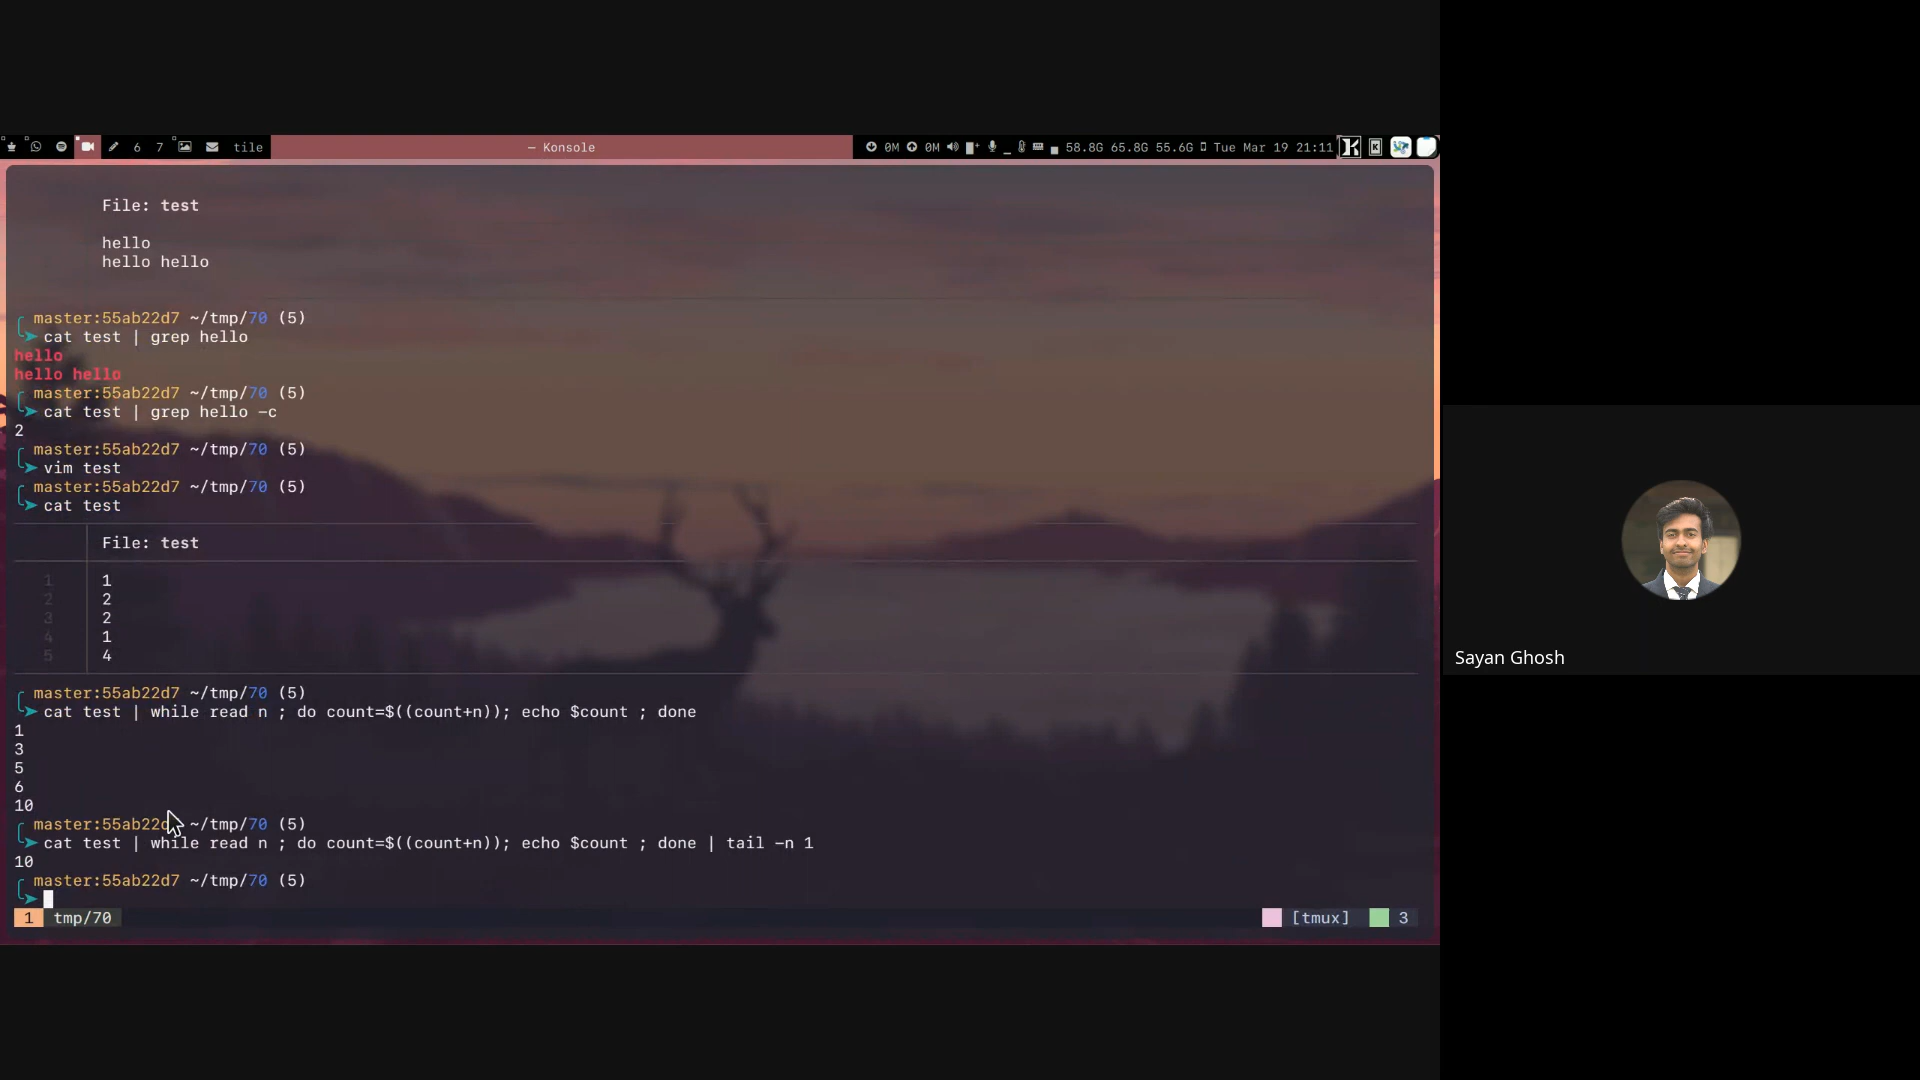 6 7 tile
— Konsole
0M 0M 58.8G 65.8G 55.6G Tue Mar 19 21:11
File: test
hello
hello hello
master:55ab22d7 ~/tmp/70 (5)
cat test | grep hello
hello
hello hello
master:55ab22d7 ~/tmp/70 (5)
cat test | grep hello -c
2
master:55ab22d7 ~/tmp/70 (5)
vim test
master:55ab22d7 ~/tmp/70 (5)
cat test
File: test
1 1
2 2
3 2
4 1
5 4
master:55ab22d7 ~/tmp/70 (5)
cat test | while read n ; do count=$((count+n)); echo $count ; done
1
3
5
6
10
master:55ab22d7 ~/tmp/70 (5)
cat test | while read n ; do count=$((count+n)); echo $count ; done | tail -n 1
10
master:55ab22d7 ~/tmp/70 (5)
1 tmp/70
[tmux] 3
Sayan Ghosh